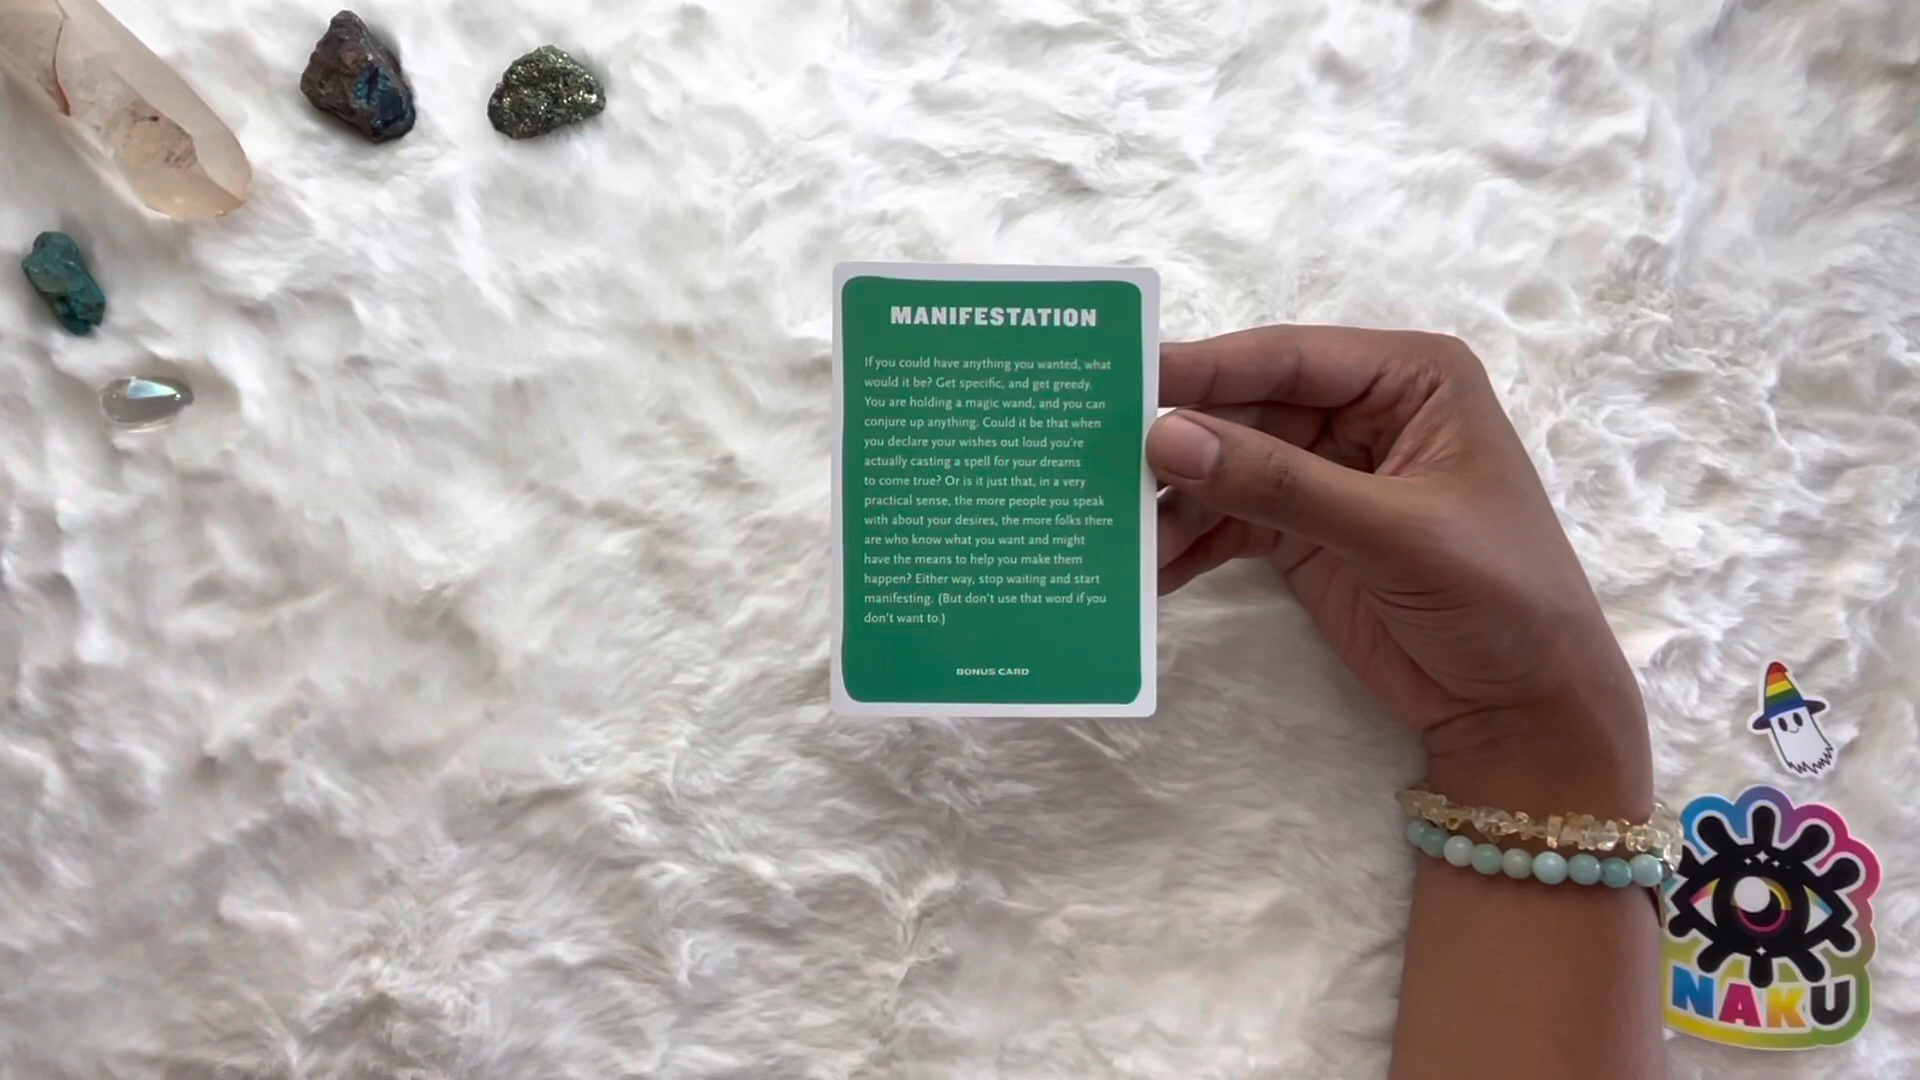 MANIFESTATION
If you could have anything you wanted, what
would it be? Get specific, and get greedy.
You are holding a magic wand, and you can
conjure up anything. Could it be that when
you declare your wishes out loud you're
actually casting a spell for your dreams
to come true? Or is it just that, in a very
practical sense, the more people you speak
with about your desires, the more folks there
are who know what you want and might
have the means to help you make them
happen? Either way, stop waiting and start
manifesting. (But don't use that word if you
don't want to.)
BONUS CARD
NAKU